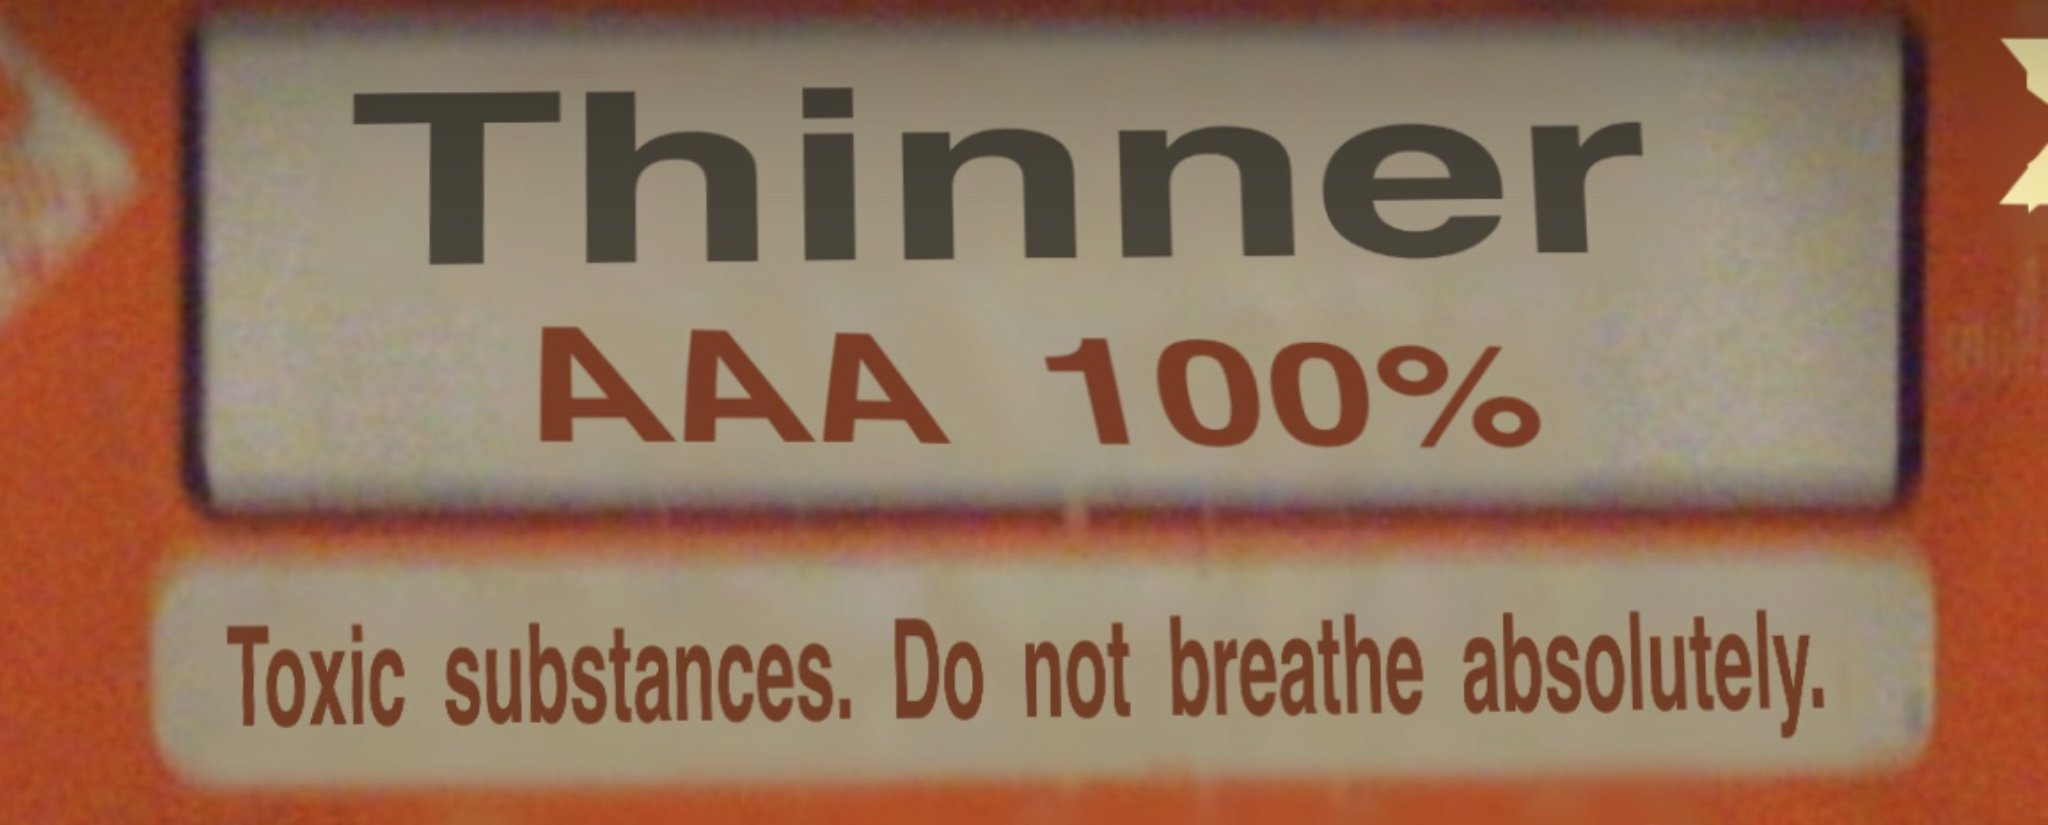 Thinner
AAA 100%
Toxic substances. Do not breathe absolutely.